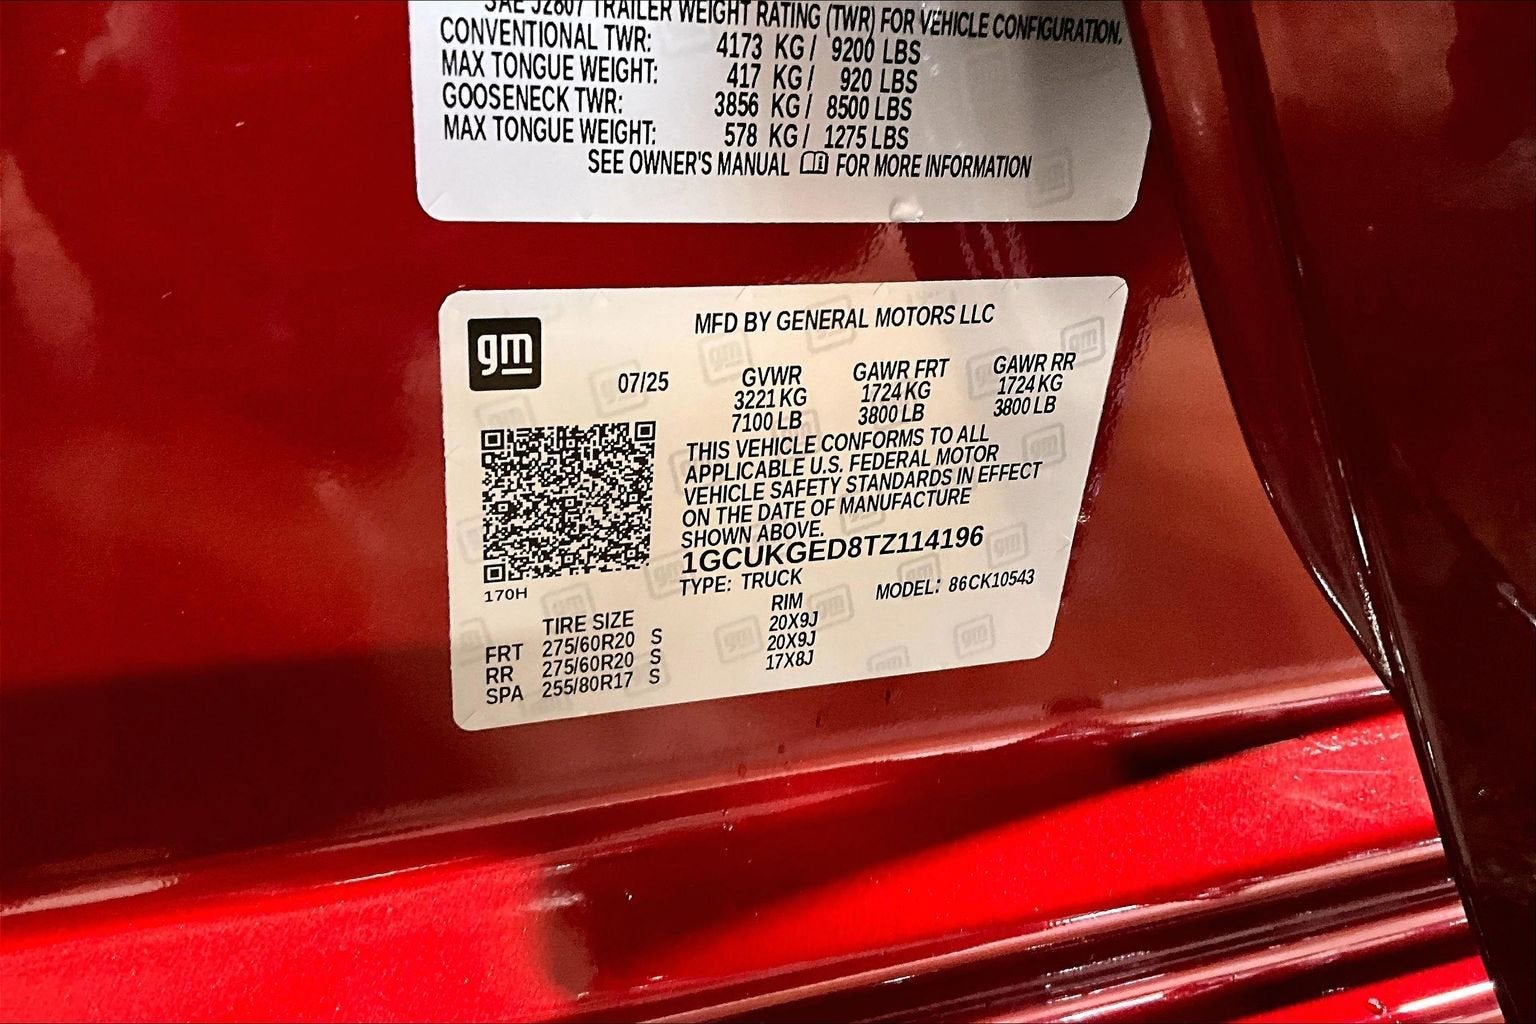 SAE J2807 TRAILER WEIGHT RATING (TWR) FOR VEHICLE CONFIGURATION.
CONVENTIONAL TWR: 4173 KG / 9200 LBS
MAX TONGUE WEIGHT: 417 KG / 920 LBS
GOOSENECK TWR: 3856 KG / 8500 LBS
MAX TONGUE WEIGHT: 578 KG / 1275 LBS
SEE OWNER'S MANUAL FOR MORE INFORMATION
gm
MFD BY GENERAL MOTORS LLC
07/25
GVWR GAWR FRT GAWR RR
3221 KG 1724 KG 1724 KG
7100 LB 3800 LB 3800 LB
THIS VEHICLE CONFORMS TO ALL
APPLICABLE U.S. FEDERAL MOTOR
VEHICLE SAFETY STANDARDS IN EFFECT
ON THE DATE OF MANUFACTURE
SHOWN ABOVE.
1GCUKGED8TZ114196
TYPE: TRUCK MODEL: 86CK10543
170H
TIRE SIZE RIM
FRT 275/60R20 S 20X9J
RR 275/60R20 S 20X9J
SPA 255/80R17 S 17X8J